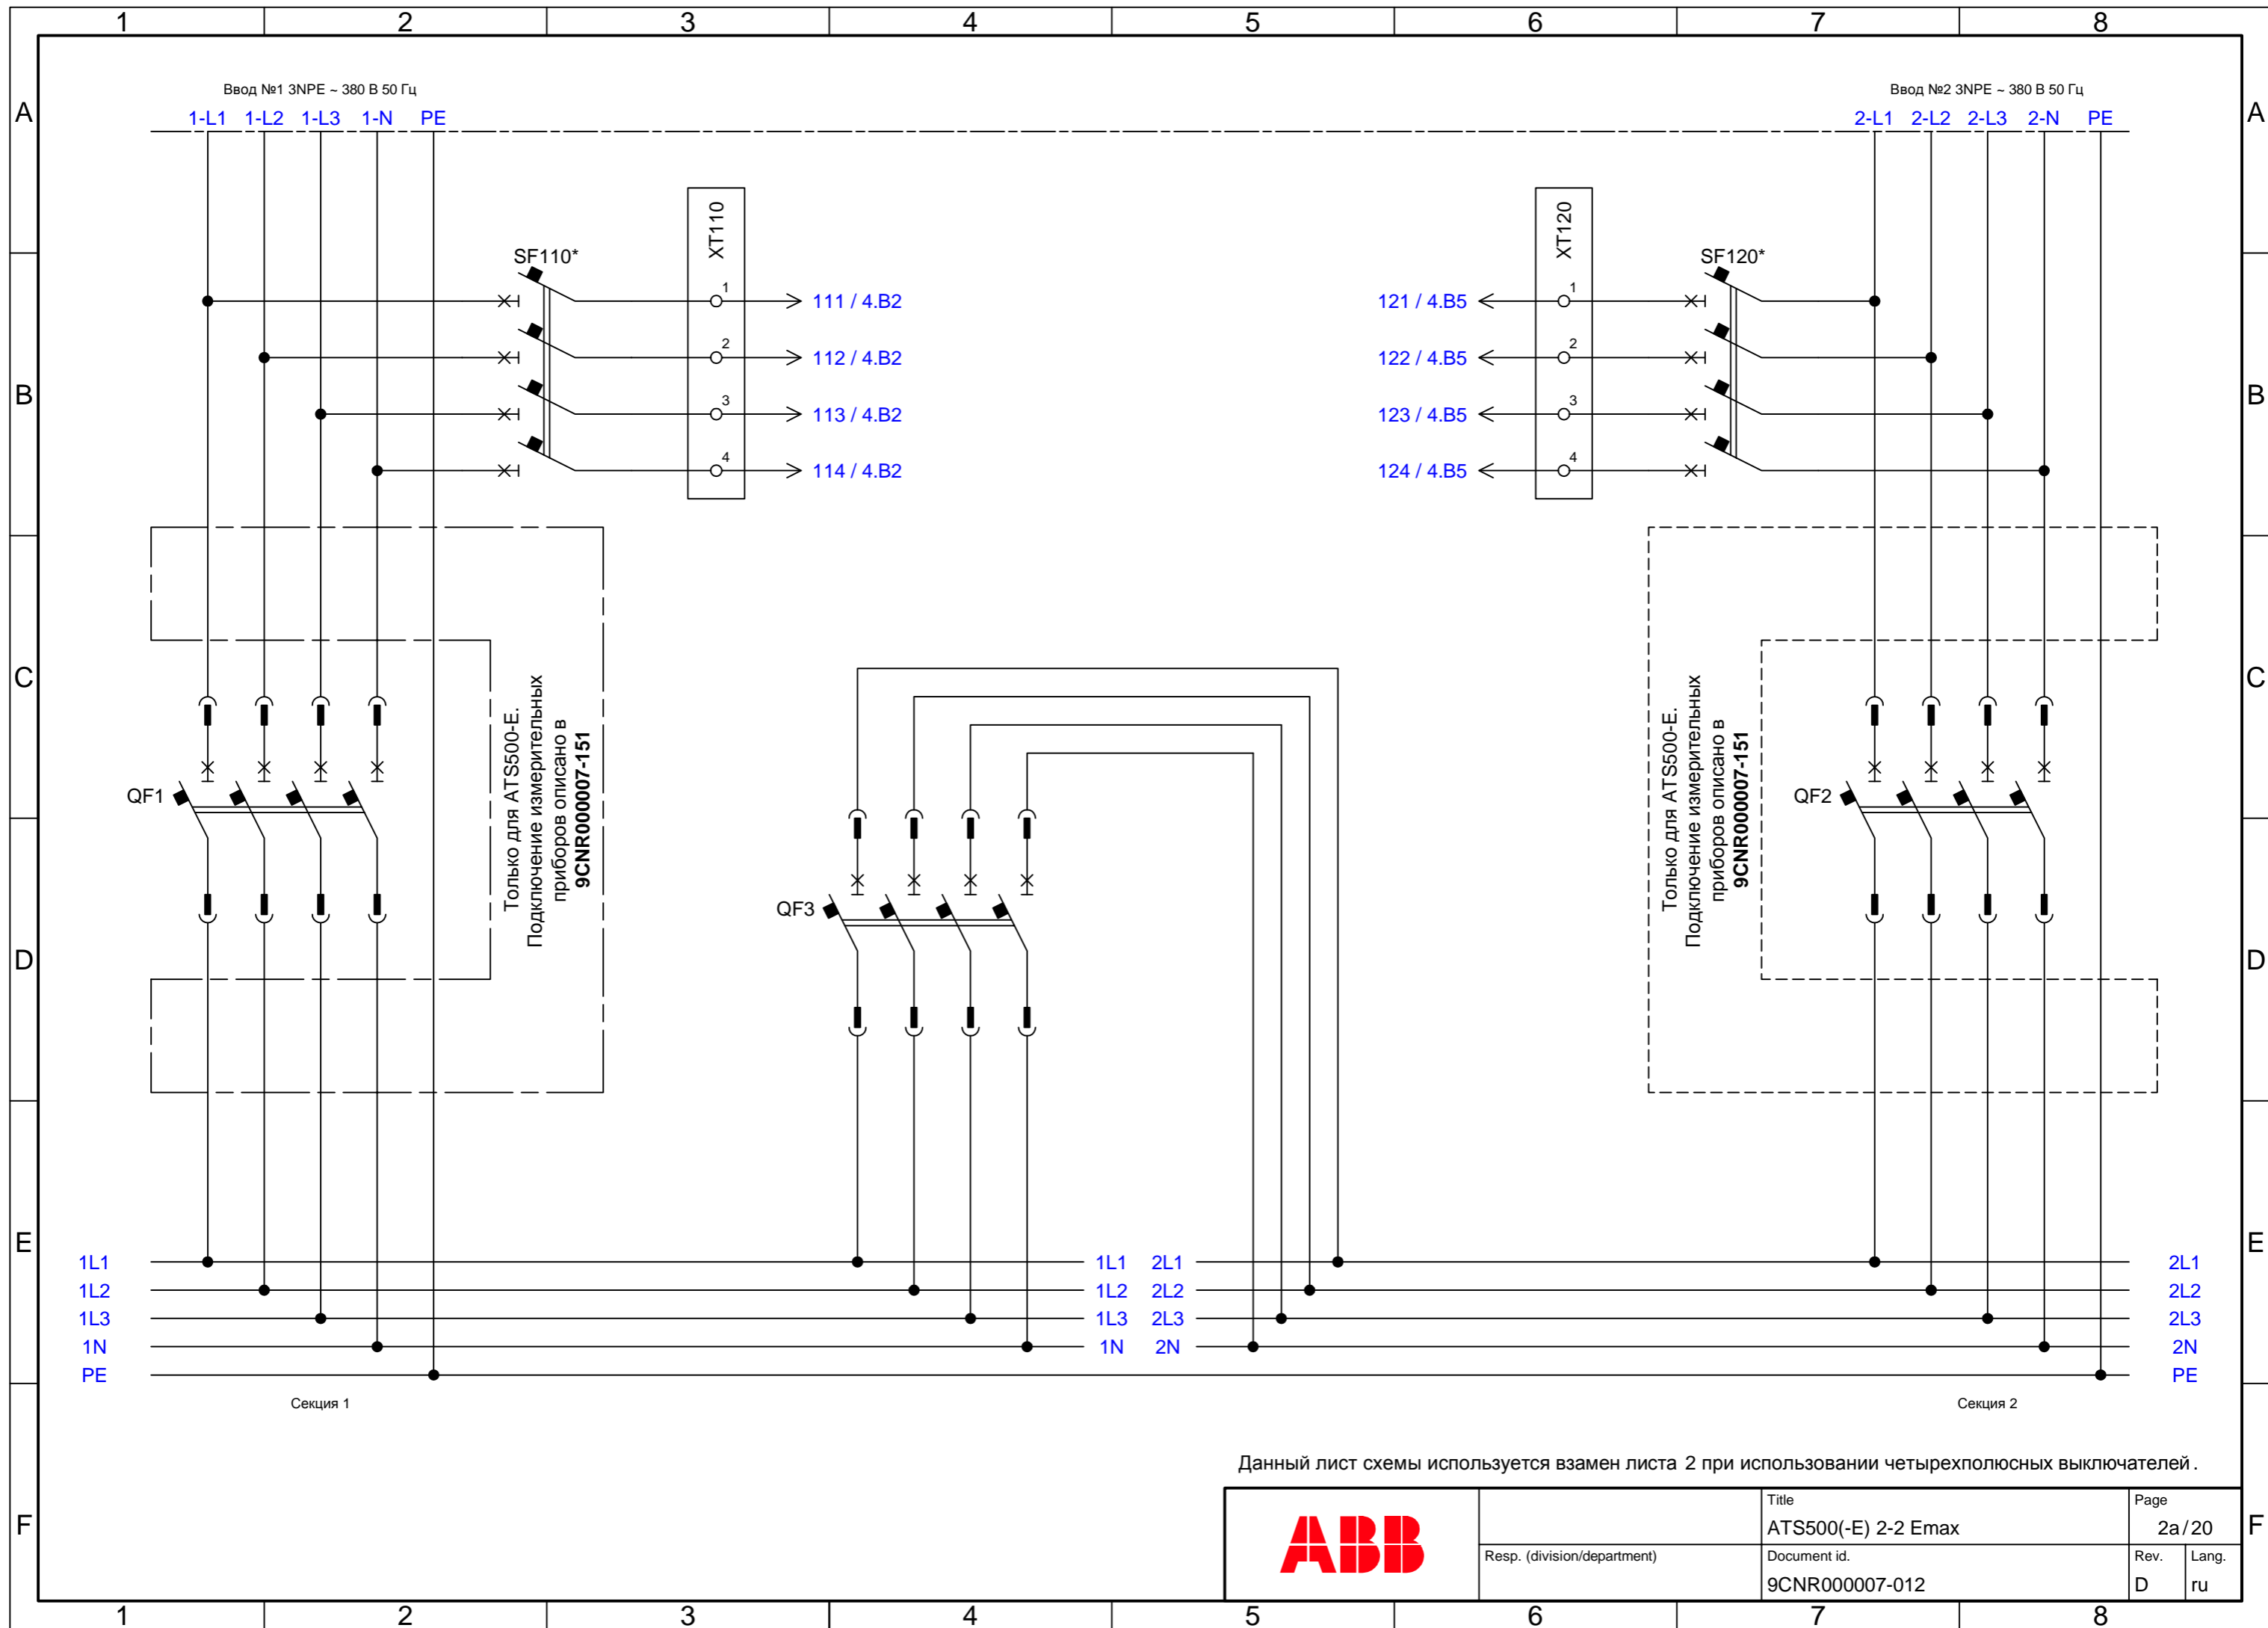 1 2 3 4 5 6 7 8
A A
B B
C C
D D
E E
F F
Ввод №1 3NPE ~ 380 В 50 Гц
1-L1 1-L2 1-L3 1-N PE
Ввод №2 3NPE ~ 380 В 50 Гц
2-L1 2-L2 2-L3 2-N PE
SF110*
XT110
1 111 / 4.B2
2 112 / 4.B2
3 113 / 4.B2
4 114 / 4.B2
XT120
SF120*
121 / 4.B5 1
122 / 4.B5 2
123 / 4.B5 3
124 / 4.B5 4
QF1
Только для ATS500-E.
Подключение измерительных
приборов описано в
9CNR000007-151
QF3
Только для ATS500-E.
Подключение измерительных
приборов описано в
9CNR000007-151
QF2
1L1 1L1 2L1 2L1
1L2 1L2 2L2 2L2
1L3 1L3 2L3 2L3
1N 1N 2N 2N
PE PE
Секция 1 Секция 2
Данный лист схемы используется взамен листа 2 при использовании четырехполюсных выключателей.
ABB
Title
ATS500(-E) 2-2 Emax
Page
2a/20
Resp. (division/department)
Document id.
9CNR000007-012
Rev.
D
Lang.
ru
1 2 3 4 5 6 7 8